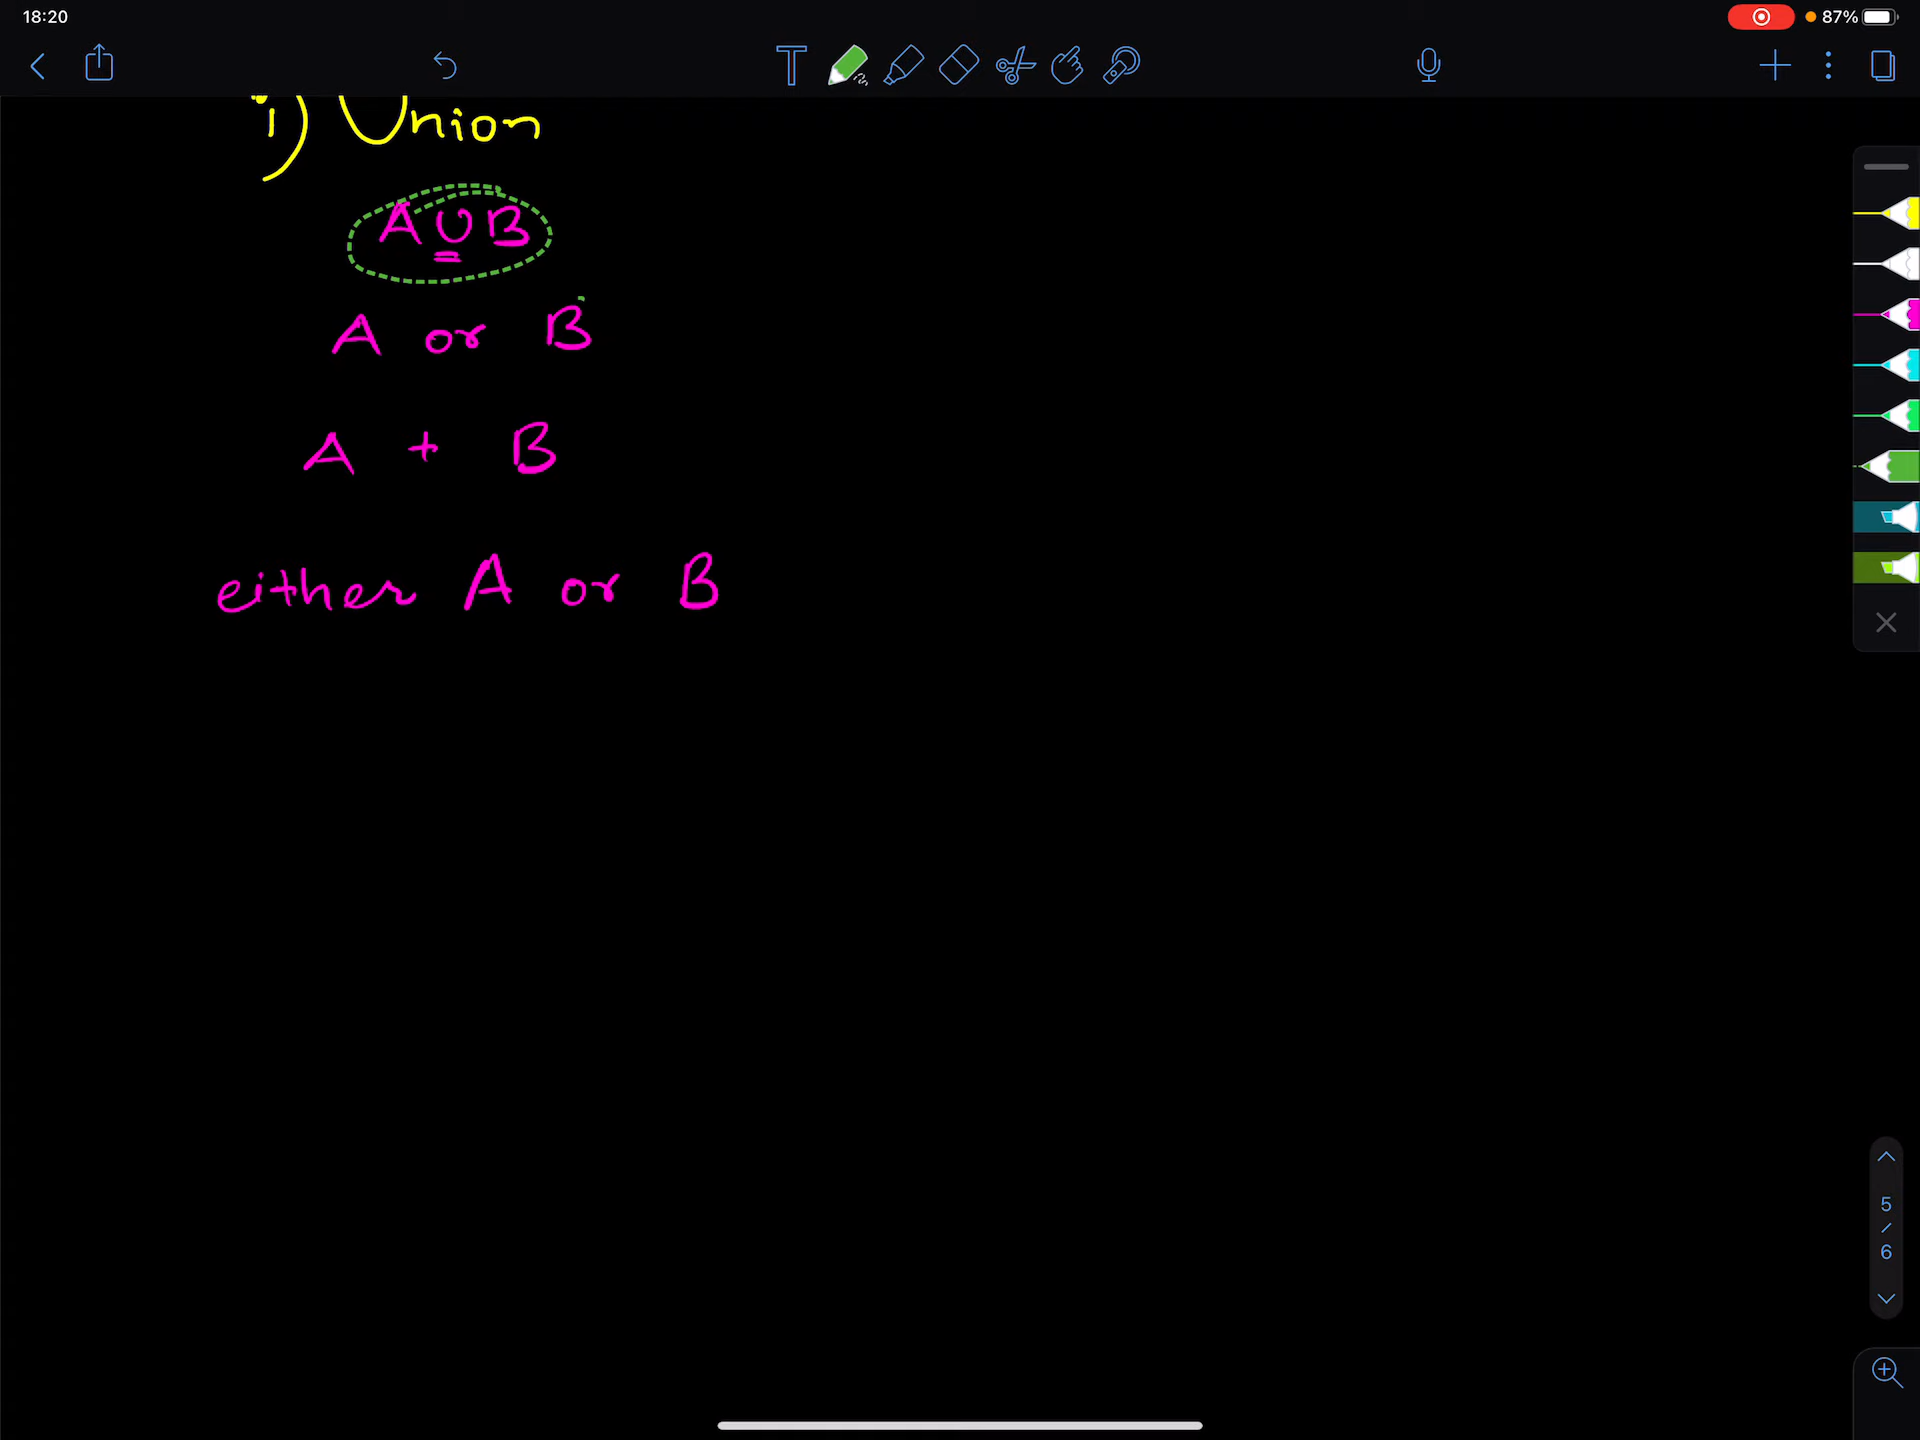 18:20
87%
i) Union
A∪B
A or B
A + B
either A or B
5
/
6